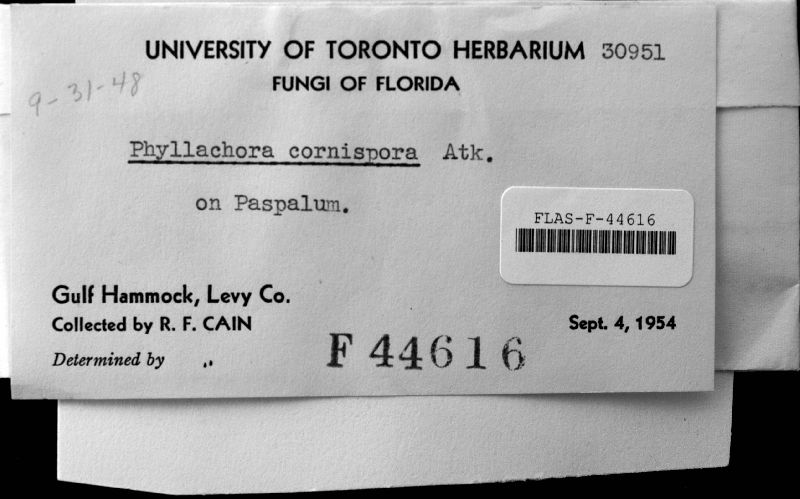 UNIVERSITY OF TORONTO HERBARIUM 30951
FUNGI OF FLORIDA
9-31-48
Phyllachora cornispora Atk.
on Paspalum.
FLAS-F-44616
Gulf Hammock, Levy Co.
Collected by R. F. CAIN
Sept. 4, 1954
Determined by "
F 44616